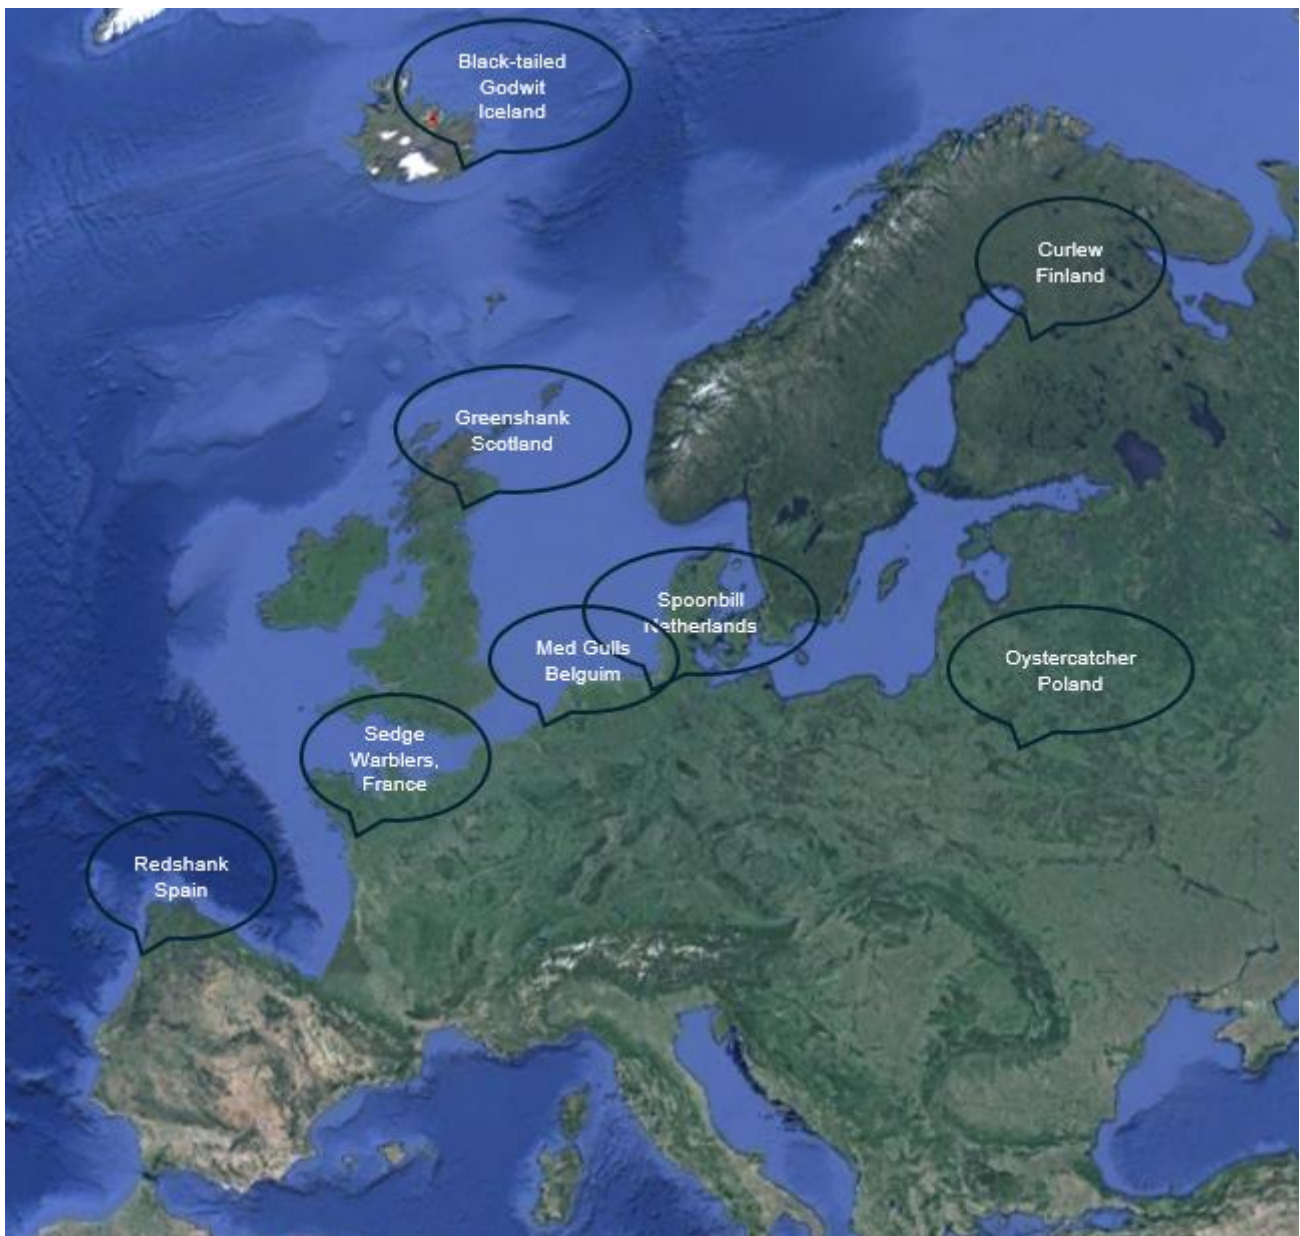 Black-tailed
Godwit
Iceland
Curlew
Finland
Greenshank
Scotland
Spoonbill
Netherlands
Med Gulls
Belguim
Oystercatcher
Poland
Sedge
Warblers,
France
Redshank
Spain